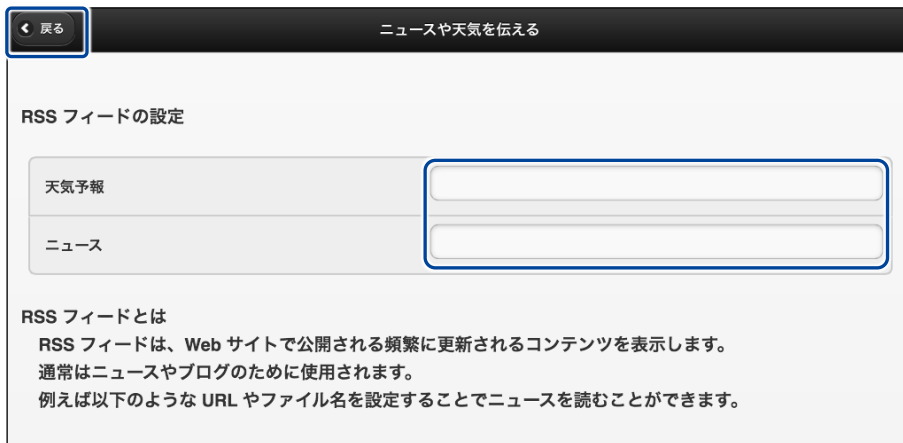 戻る
ニュースや天気を伝える
RSS フィードの設定
天気予報
ニュース
RSS フィードとは
RSS フィードは、Web サイトで公開される頻繁に更新されるコンテンツを表示します。
通常はニュースやブログのために使用されます。
例えば以下のような URL やファイル名を設定することでニュースを読むことができます。